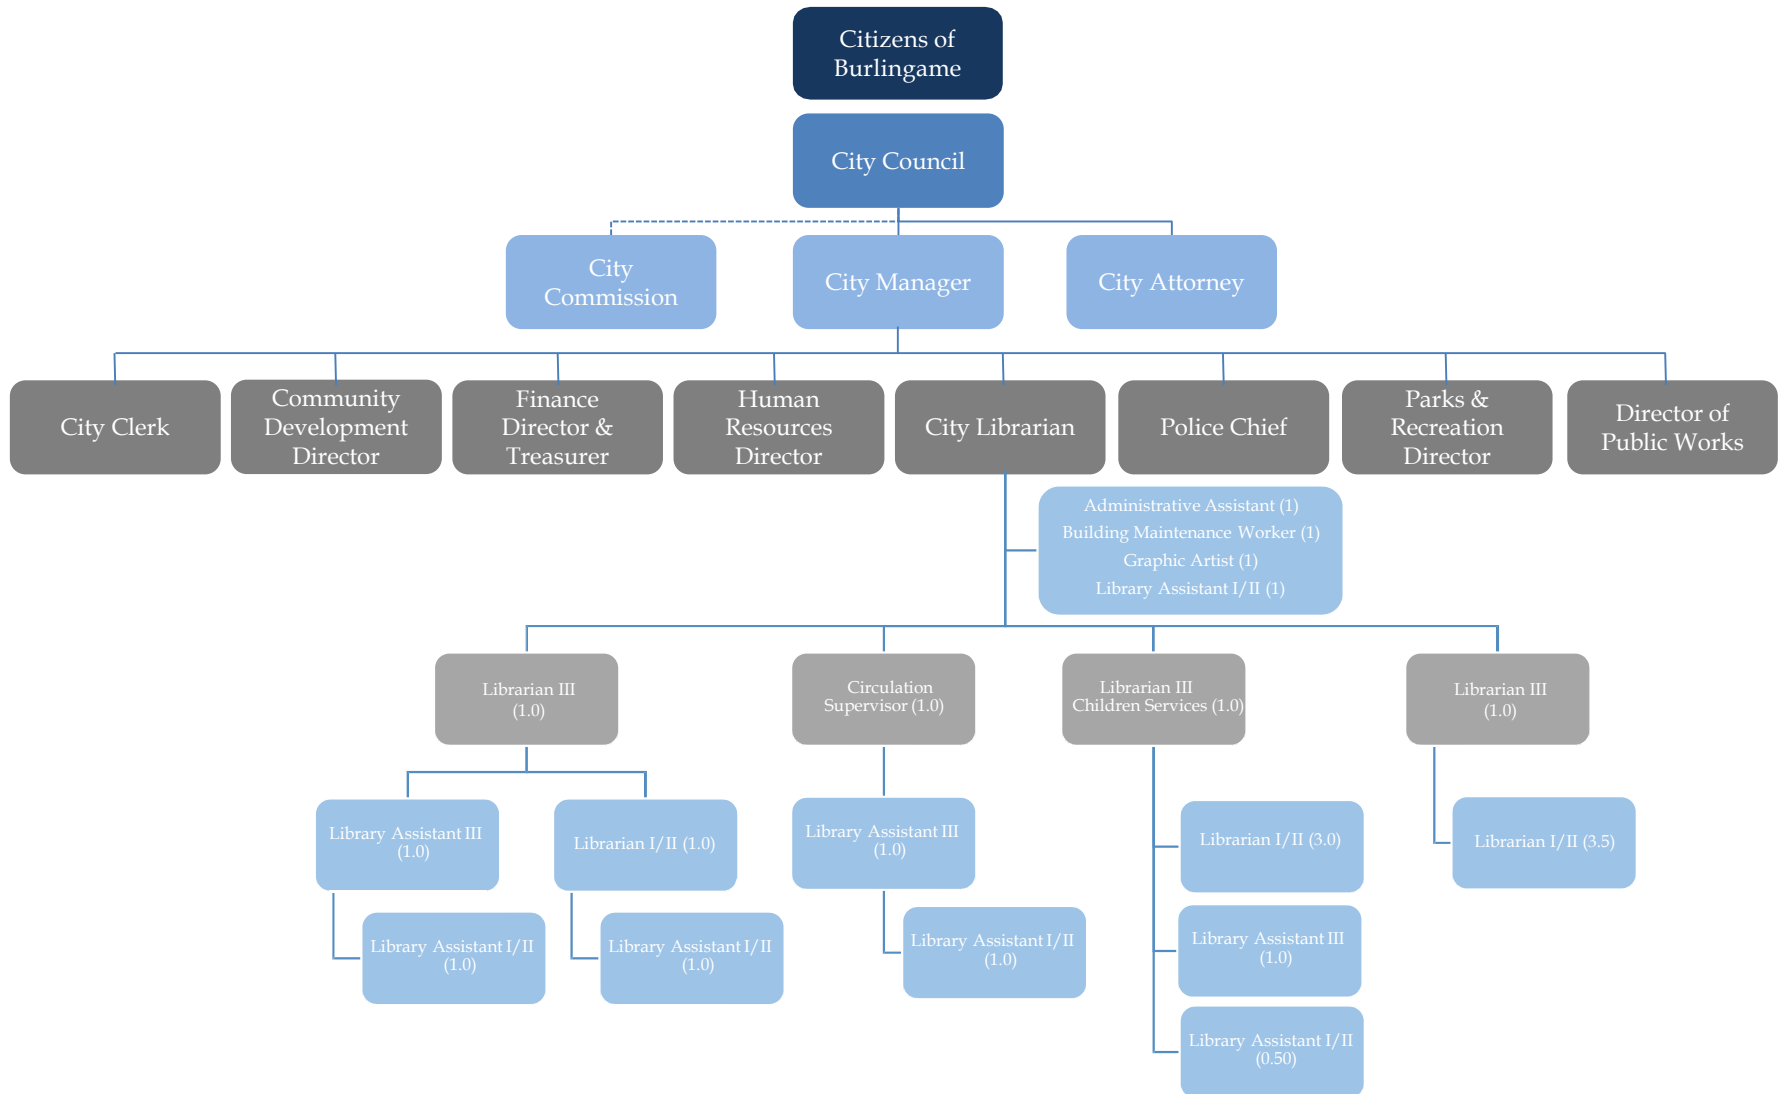 Citizens of
Burlingame
City Council
City
Commission
City Manager
City Attorney
City Clerk
Community
Development
Director
Finance
Director &
Treasurer
Human
Resources
Director
City Librarian
Police Chief
Parks &
Recreation
Director
Director of
Public Works
Administrative Assistant (1)
Building Maintenance Worker (1)
Graphic Artist (1)
Library Assistant I/II (1)
Librarian III
(1.0)
Circulation
Supervisor (1.0)
Librarian III
Children Services (1.0)
Librarian III
(1.0)
Library Assistant III
(1.0)
Librarian I/II (1.0)
Library Assistant III
(1.0)
Librarian I/II (3.0)
Librarian I/II (3.5)
Library Assistant I/II
(1.0)
Library Assistant I/II
(1.0)
Library Assistant I/II
(1.0)
Library Assistant III
(1.0)
Library Assistant I/II
(0.50)